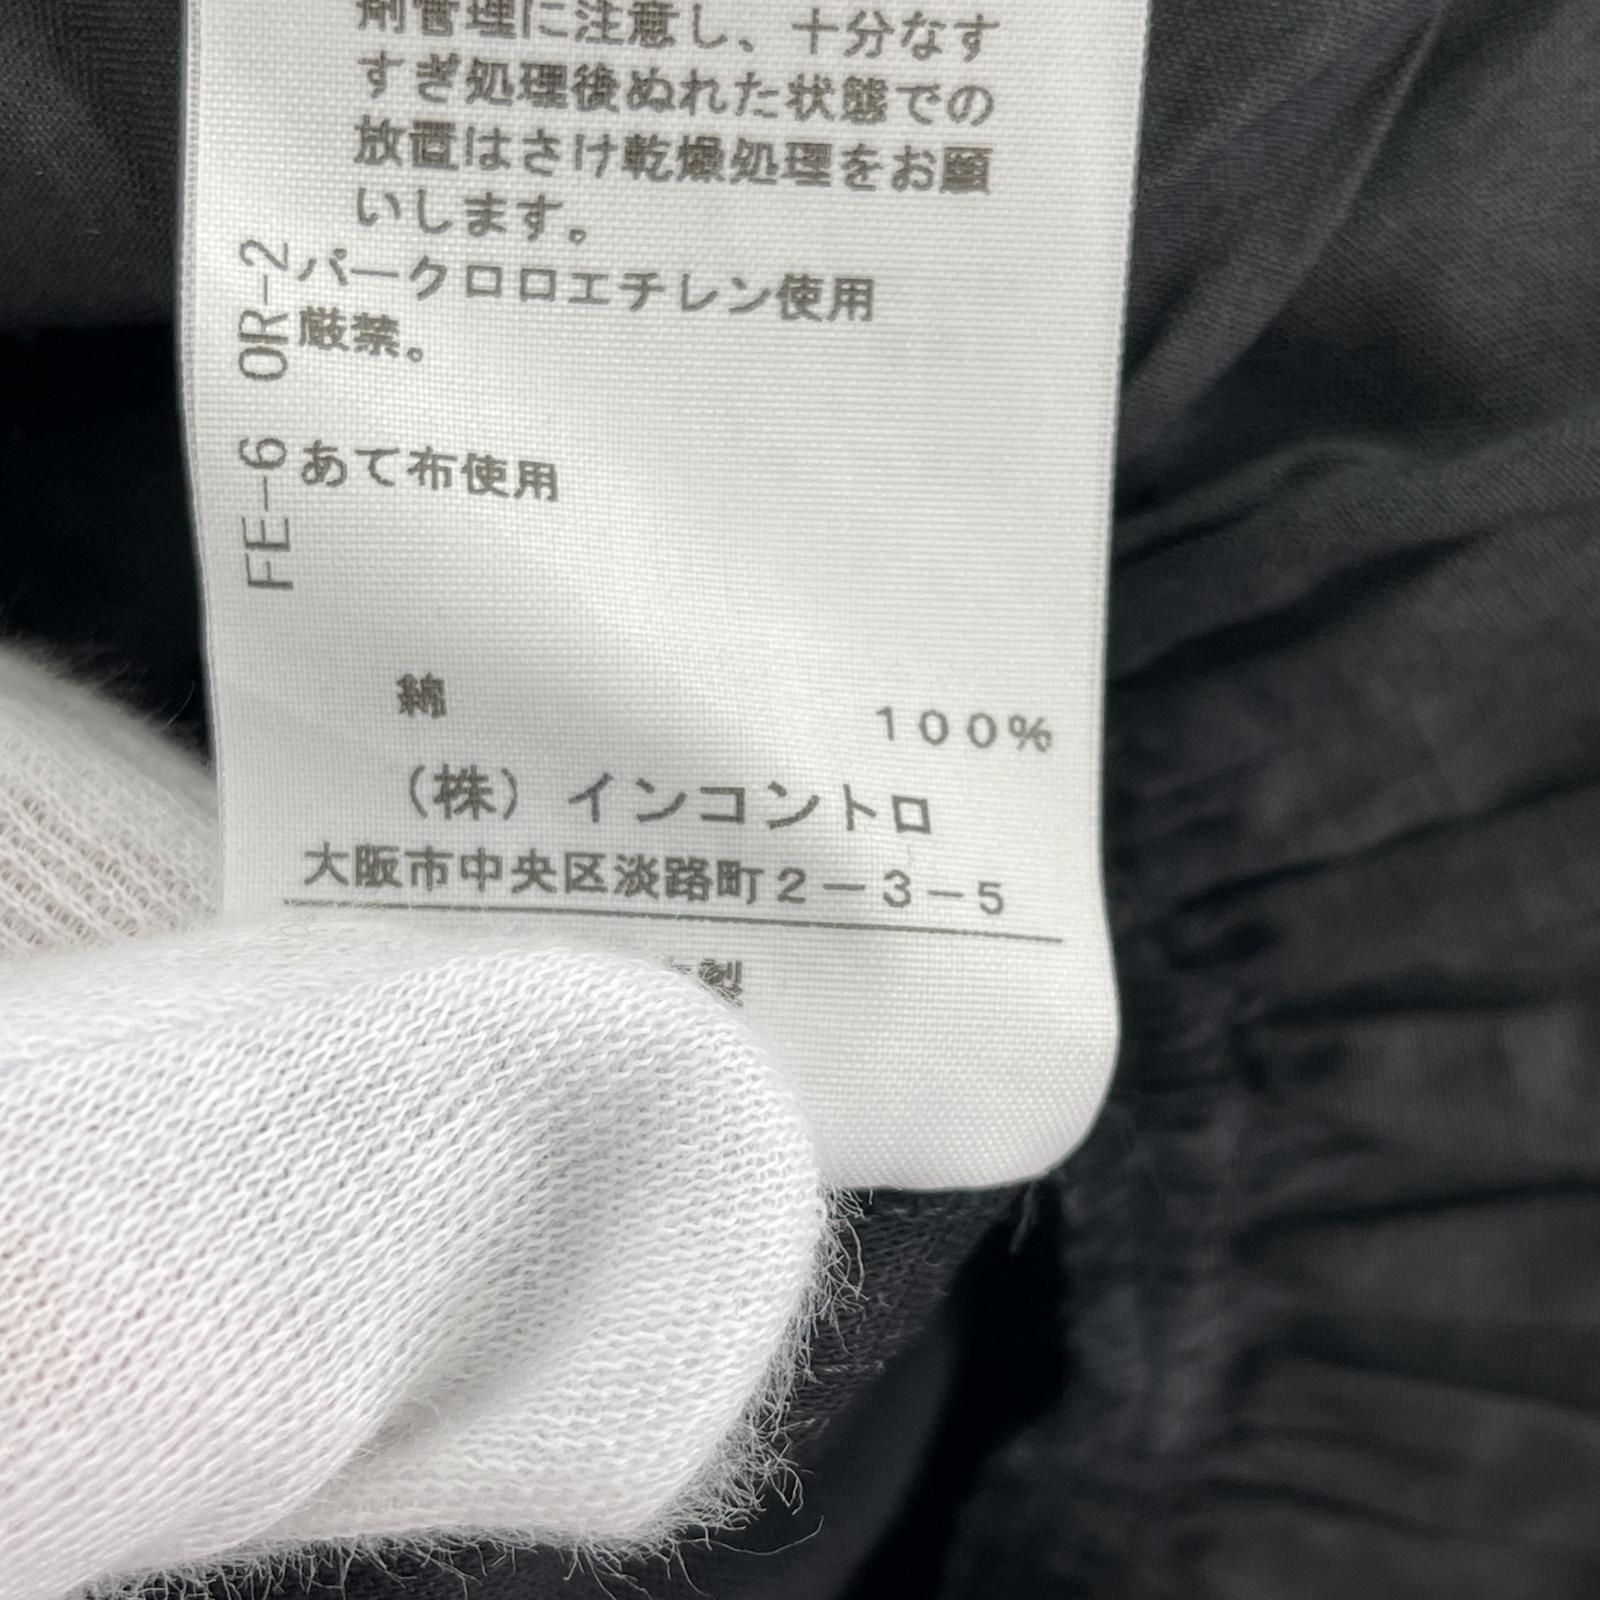 剤管理に注意し、十分なす
すぎ処理後ぬれた状態での
放置はさけ乾燥処理をお願
いします。
パークロロエチレン使用
厳禁。
あて布使用
FE-6 OR-2
綿 100%
（株）インコントロ
大阪市中央区淡路町2-3-5
製